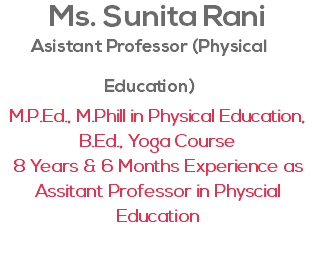 Ms. Sunita Rani
Asistant Professor (Physical
Education)
M.P.Ed., M.Phill in Physical Education,
B.Ed., Yoga Course
8 Years & 6 Months Experience as
Assitant Professor in Physcial
Education